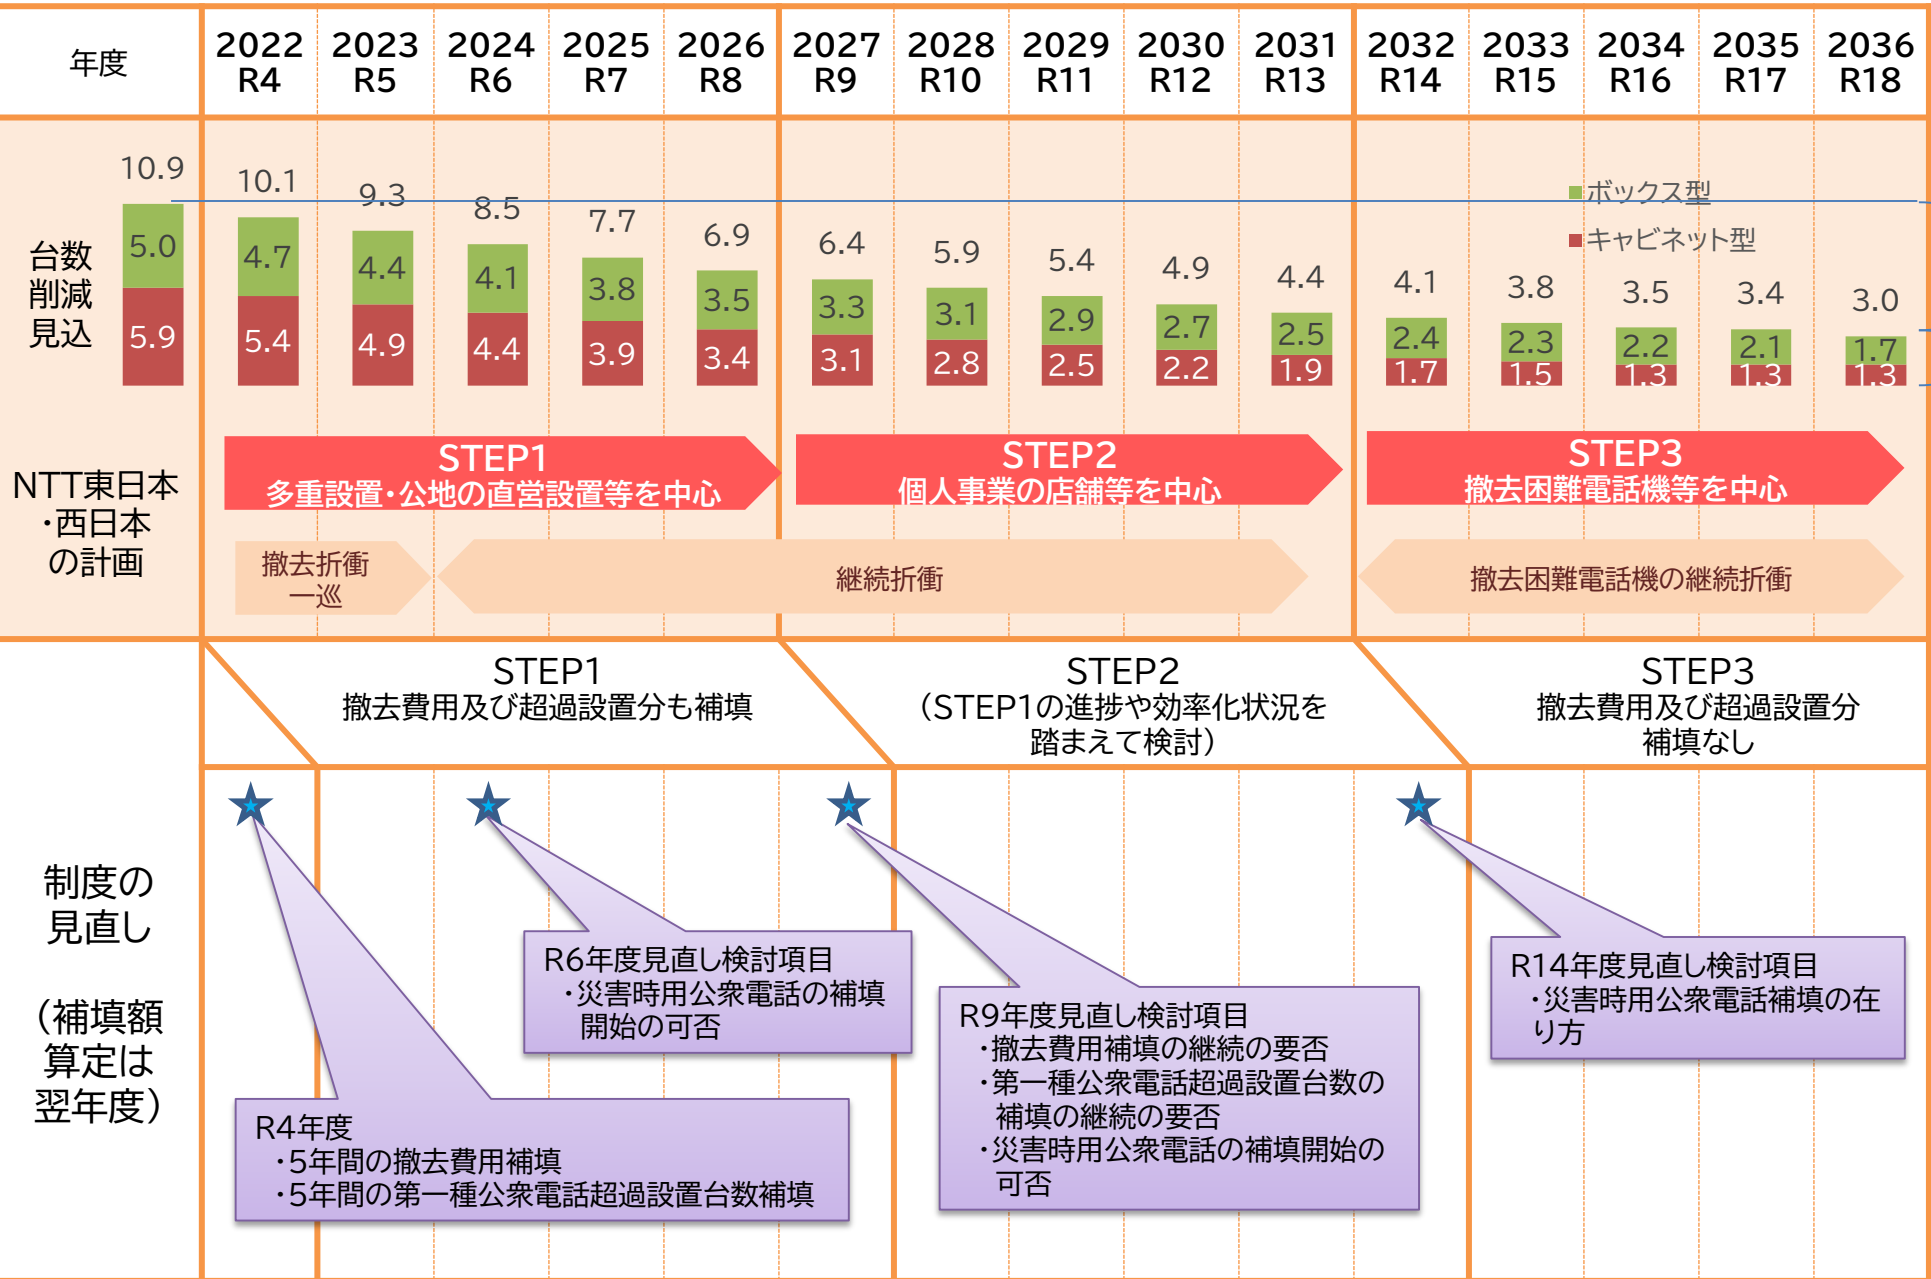 年度
2022
R4
2023
R5
2024
R6
2025
R7
2026
R8
2027
R9
2028
R10
2029
R11
2030
R12
2031
R13
2032
R14
2033
R15
2034
R16
2035
R17
2036
R18
台数
削減
見込
10.9
5.0
5.9
10.1
4.7
5.4
9.3
4.4
4.9
8.5
4.1
4.4
7.7
3.8
3.9
6.9
3.5
3.4
6.4
3.3
3.1
5.9
3.1
2.8
5.4
2.9
2.5
4.9
2.7
2.2
4.4
2.5
1.9
4.1
2.4
1.7
3.8
2.3
1.5
3.5
2.2
1.3
3.4
2.1
1.3
3.0
1.7
1.3
ボックス型
キャビネット型
NTT東日本
・西日本
の計画
STEP1
多重設置・公地の直営設置等を中心
STEP2
個人事業の店舗等を中心
STEP3
撤去困難電話機等を中心
撤去折衝
一巡
継続折衝
撤去困難電話機の継続折衝
STEP1
撤去費用及び超過設置分も補填
STEP2
（STEP1の進捗や効率化状況を
踏まえて検討）
STEP3
撤去費用及び超過設置分
補填なし
制度の
見直し
（補填額
算定は
翌年度）
R4年度
・5年間の撤去費用補填
・5年間の第一種公衆電話超過設置台数補填
R6年度見直し検討項目
・災害時用公衆電話の補填
開始の可否
R9年度見直し検討項目
・撤去費用補填の継続の要否
・第一種公衆電話超過設置台数の
補填の継続の要否
・災害時用公衆電話の補填開始の
可否
R14年度見直し検討項目
・災害時用公衆電話補填の在
り方